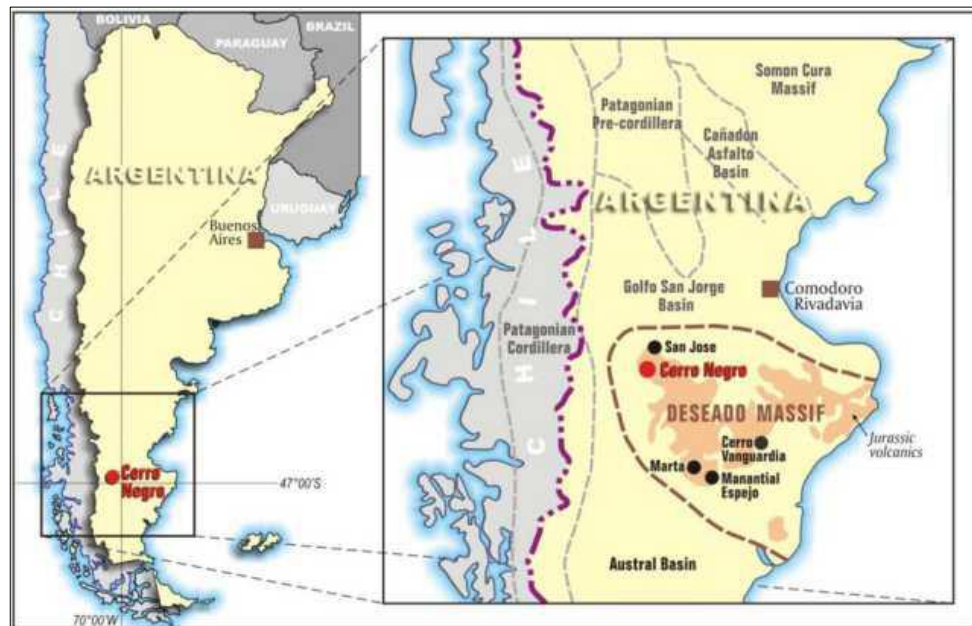 BOLIVIA
BRAZIL
PARAGUAY
CHILE
ARGENTINA
URUGUAY
Buenos
Aires
Cerro
Negro
47°00'S
70°00'W
Somon Cura
Massif
Patagonian
Pre-cordillera
Cañadon
Asfalto
Basin
CHILE
ARGENTINA
Golfo San Jorge
Basin
Comodoro
Rivadavia
Patagonian
Cordillera
San Jose
Cerro Negro
DESEADO MASSIF
Jurassic
volcanics
Cerro
Vanguardia
Marta
Manantial
Espejo
Austral Basin